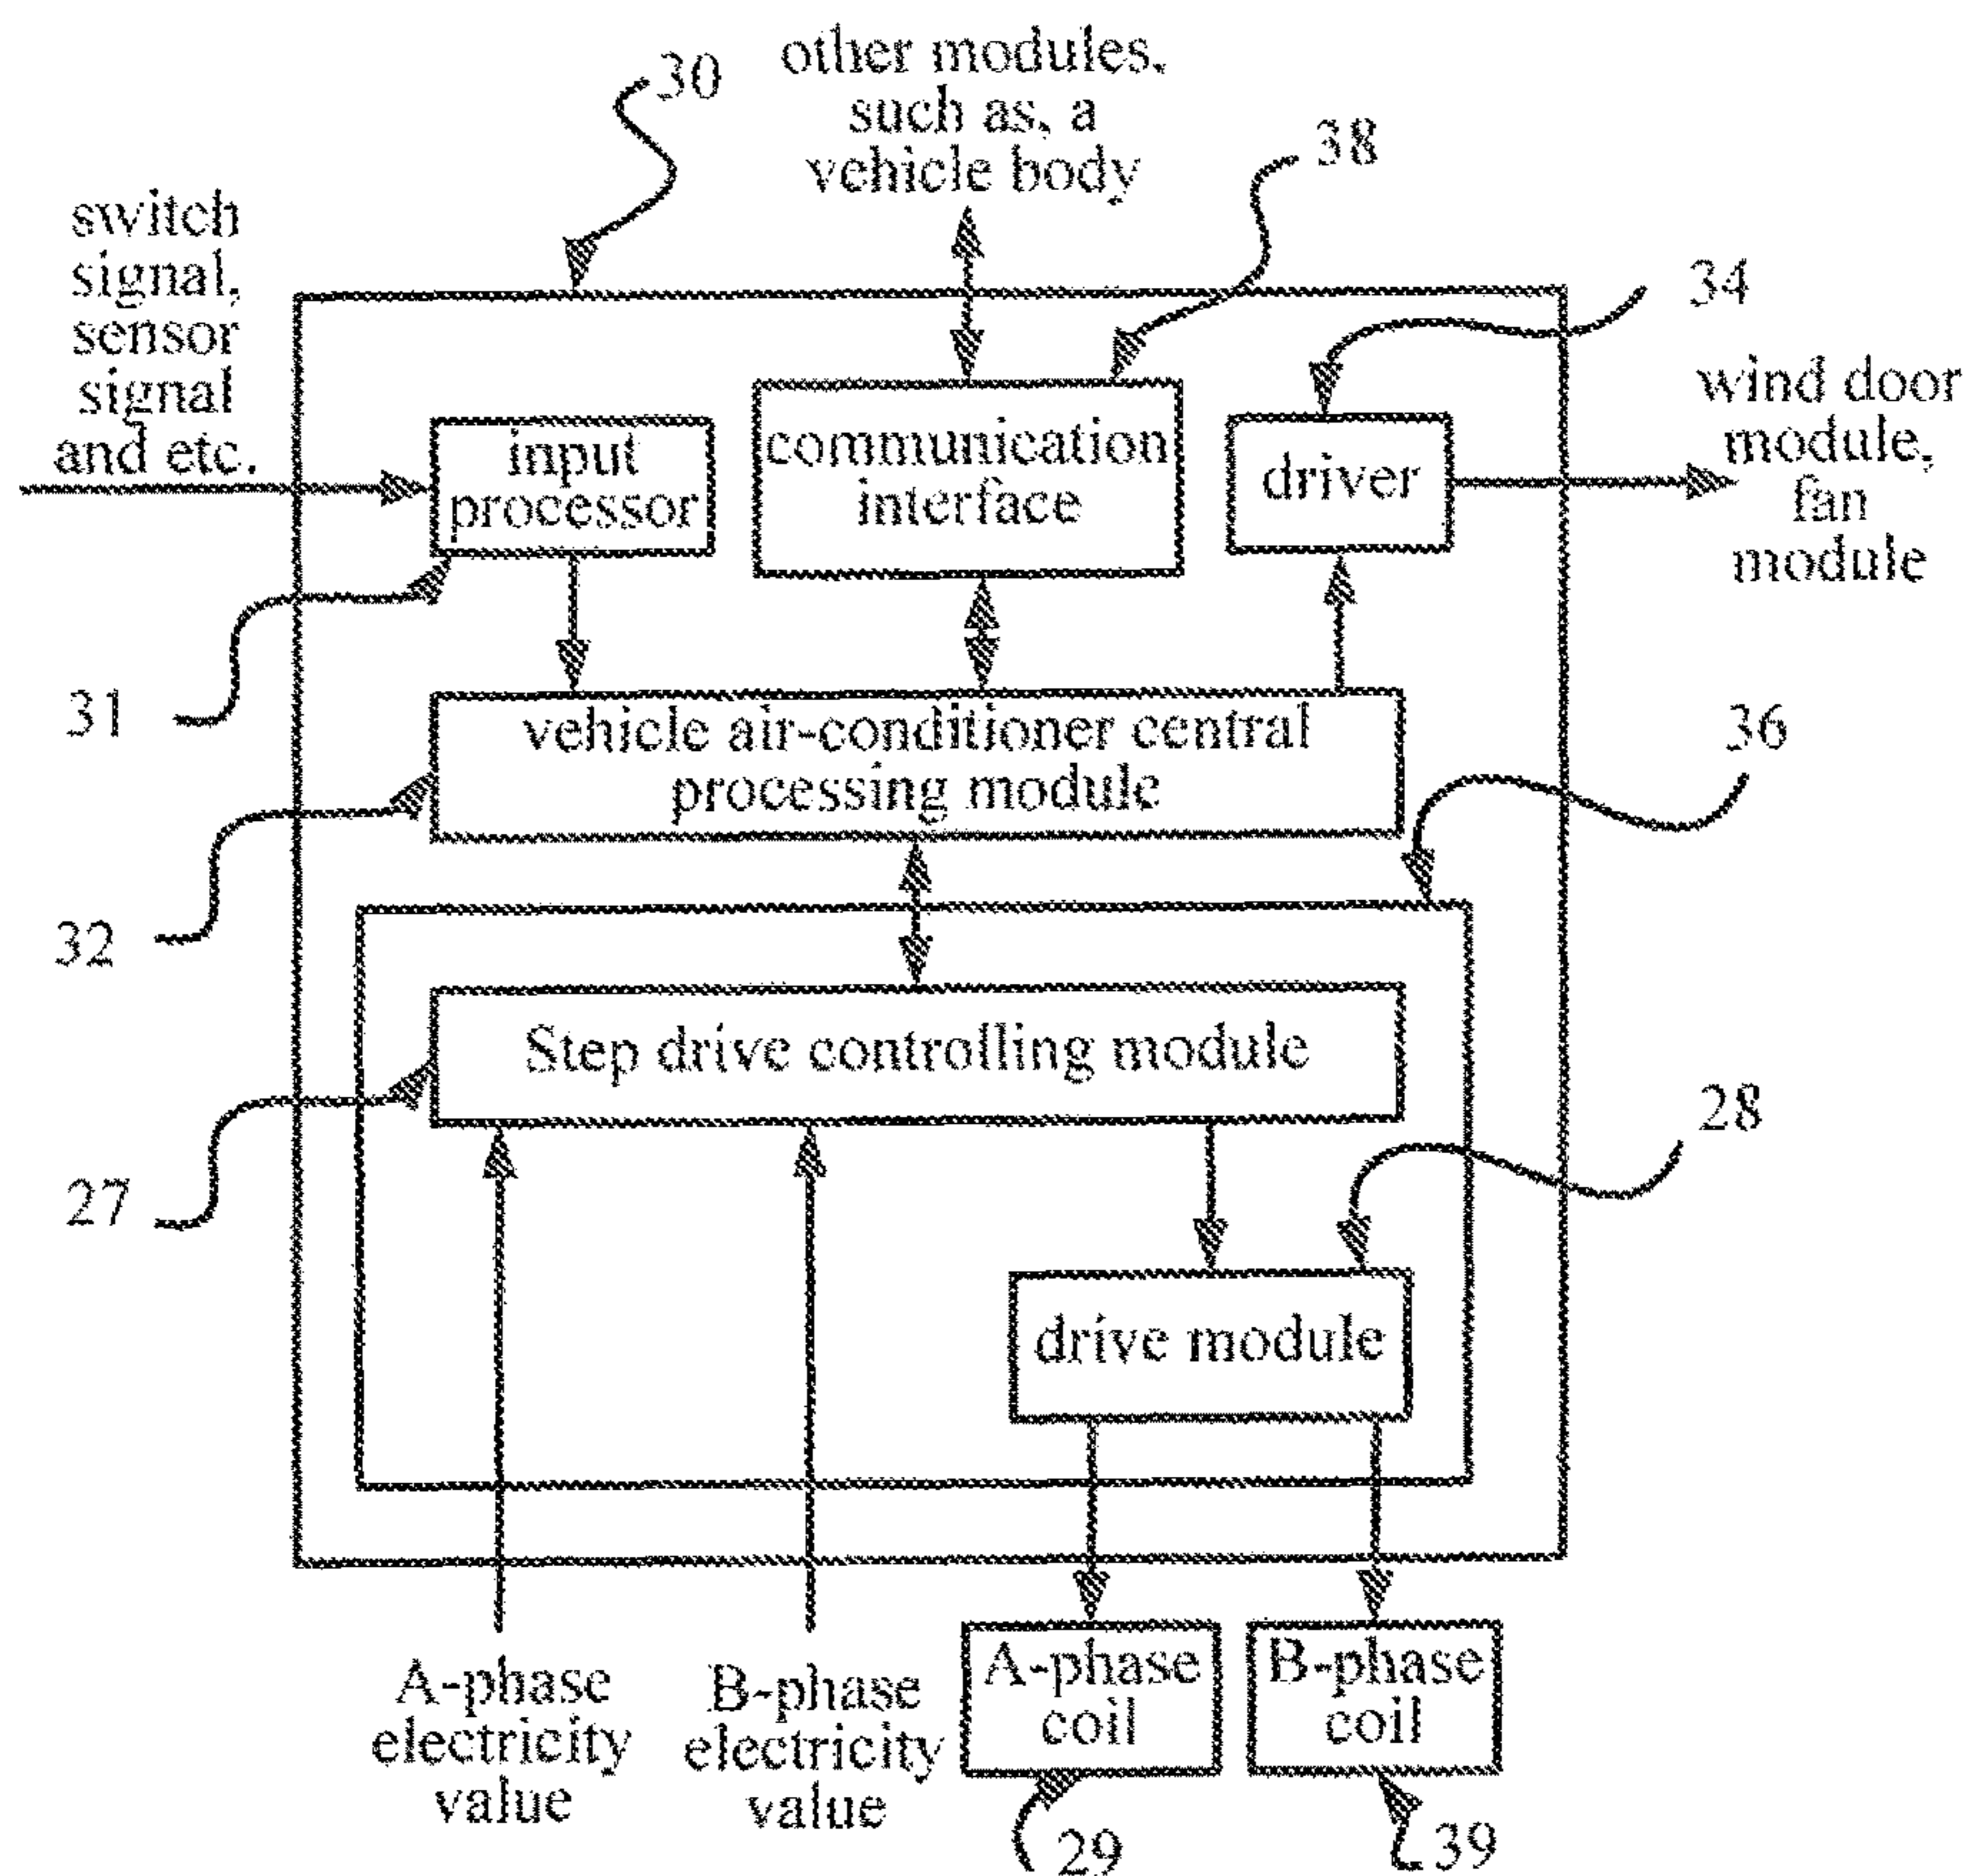 other modules,
such as, a
vehicle body
30
38
switch
signal,
sensor
signal
and etc.
34
wind door
module,
fan
module
input
processor
communication
interface
driver
31
vehicle air-conditioner central
processing module
36
32
Step drive controlling module
27
28
drive module
A-phase
electricity
value
B-phase
electricity
value
A-phase
coil
B-phase
coil
29
39